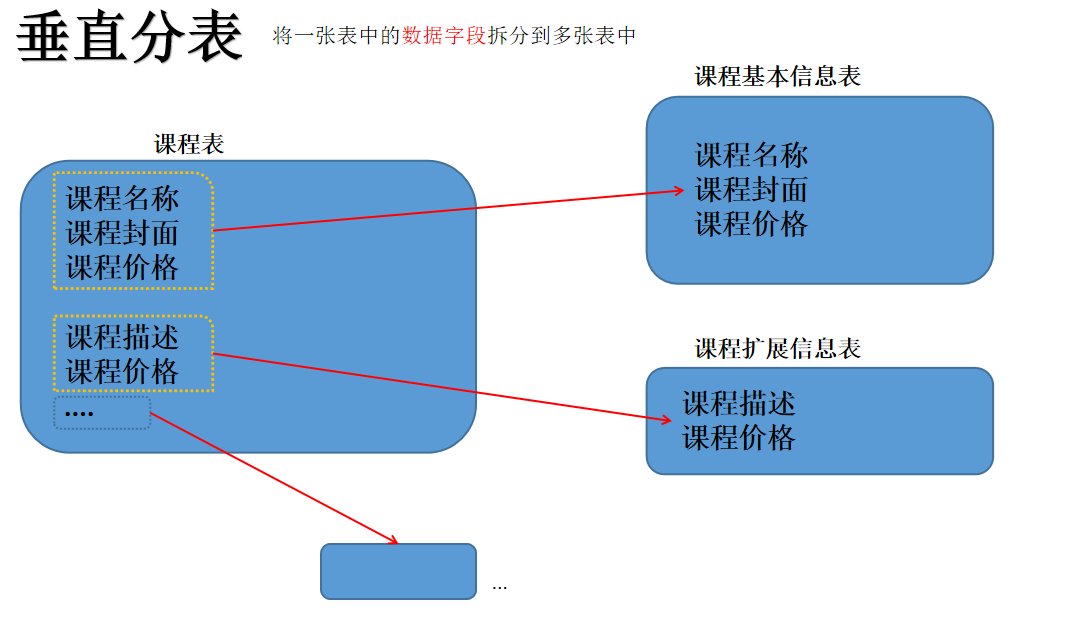 垂直分表
将一张表中的数据字段拆分到多张表中
课程表
课程名称
课程封面
课程价格
课程描述
课程价格
....
课程基本信息表
课程名称
课程封面
课程价格
课程扩展信息表
课程描述
课程价格
...